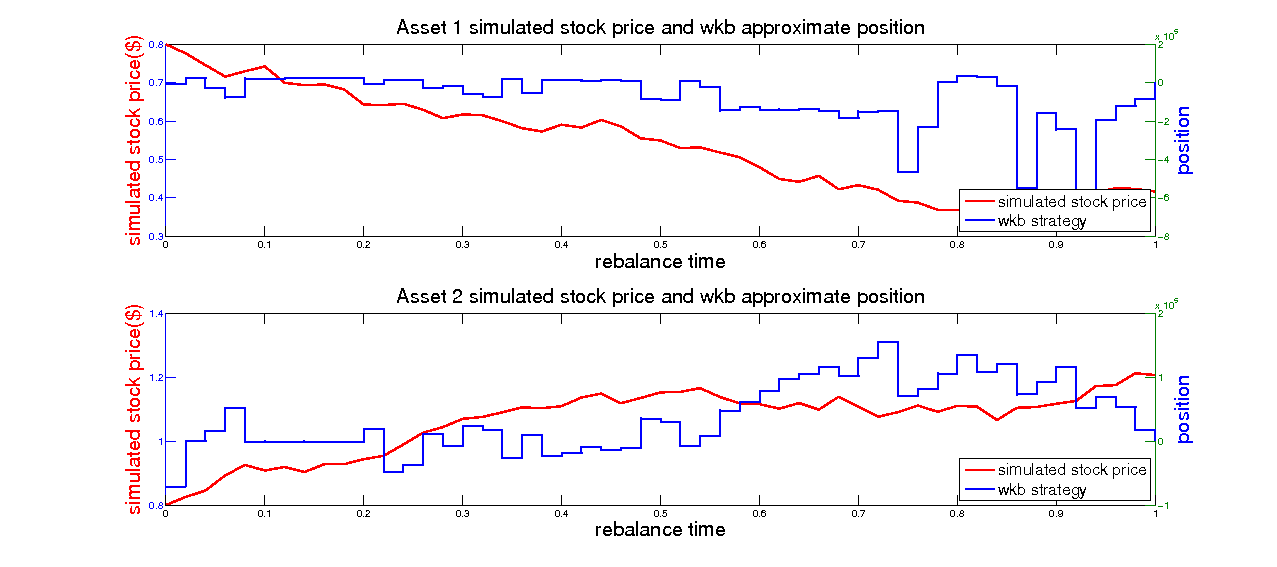 Asset 1 simulated stock price and wkb approximate position
simulated stock price($)
0.8
0.7
0.6
0.5
0.4
0.3
x 10^5
2
0
−2
−4
−6
−8
position
simulated stock price
wkb strategy
0 0.1 0.2 0.3 0.4 0.5 0.6 0.7 0.8 0.9 1
rebalance time
Asset 2 simulated stock price and wkb approximate position
simulated stock price($)
1.4
1.2
1
0.8
x 10^5
2
1
0
−1
position
simulated stock price
wkb strategy
0 0.1 0.2 0.3 0.4 0.5 0.6 0.7 0.8 0.9 1
rebalance time